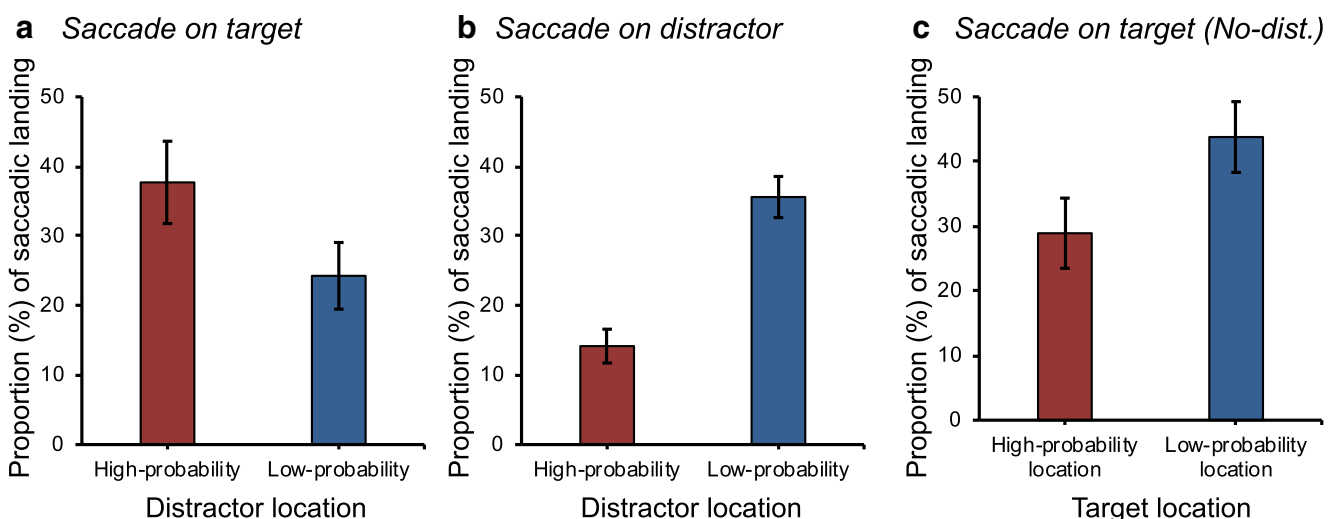 a Saccade on target
Proportion (%) of saccadic landing
50
40
30
20
10
0
High-probability Low-probability
Distractor location
b Saccade on distractor
Proportion (%) of saccadic landing
50
40
30
20
10
0
High-probability Low-probability
Distractor location
c Saccade on target (No-dist.)
Proportion (%) of saccadic landing
50
40
30
20
10
0
High-probability Low-probability
location location
Target location